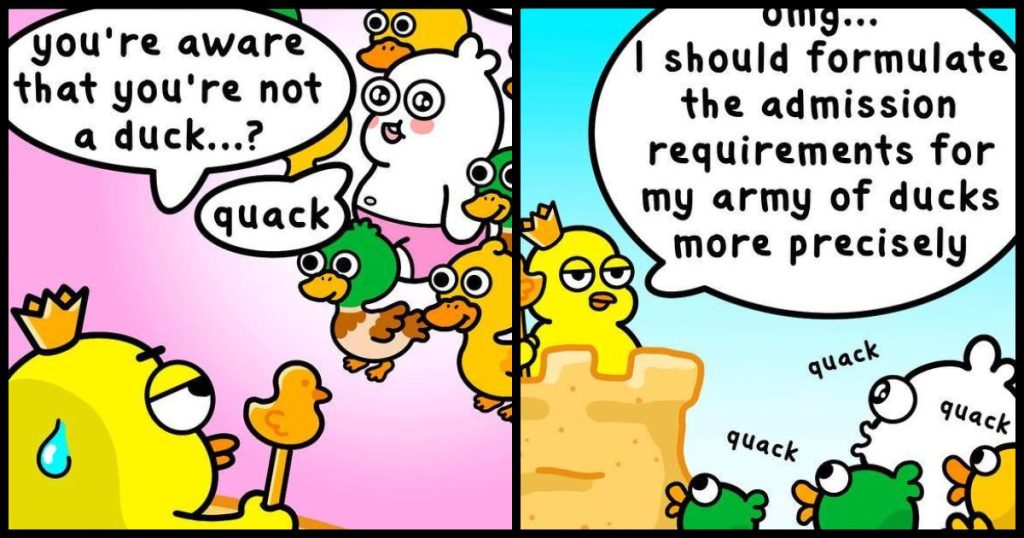 you're aware
that you're not
a duck...?
quack
omg...
I should formulate
the admission
requirements for
my army of ducks
more precisely
quack
quack
quack